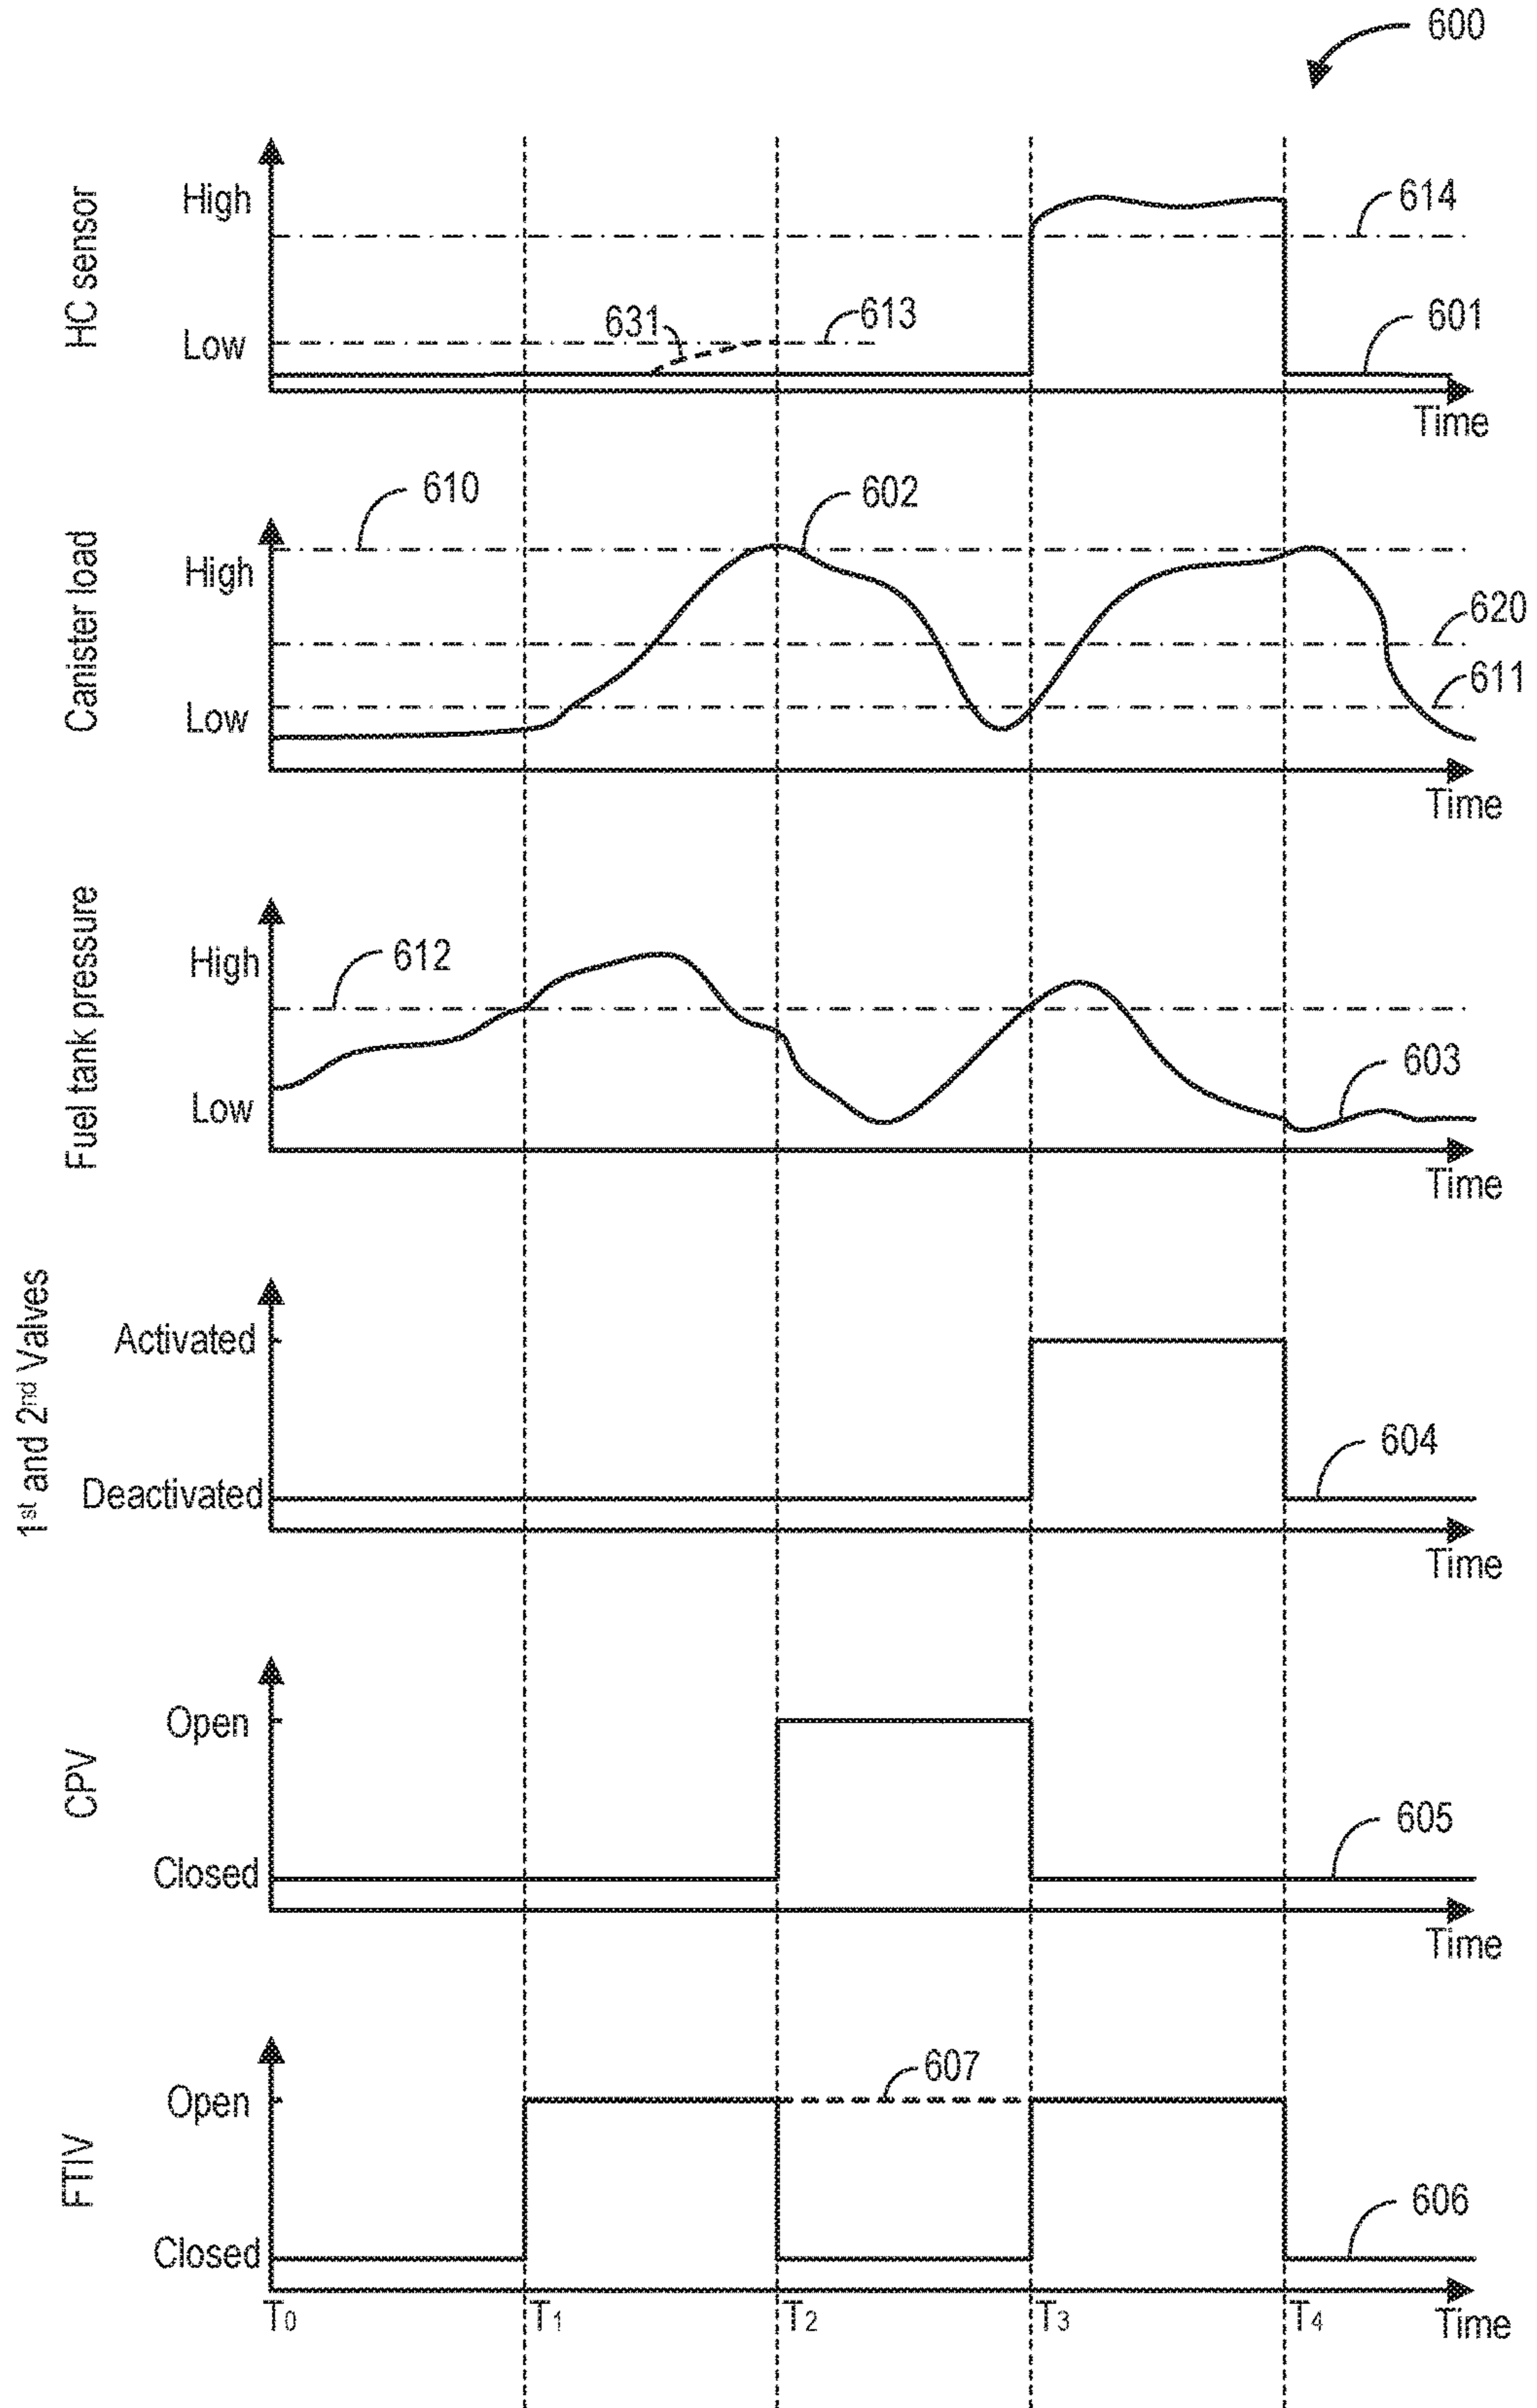 600
HC sensor
High
614
631
613
601
Low
Time
610
602
Canister load
High
620
611
Low
Time
612
Fuel tank pressure
High
603
Low
Time
1st and 2nd Valves
Activated
604
Deactivated
Time
CPV
Open
605
Closed
Time
607
FTIV
Open
606
Closed
T0 T1 T2 T3 T4 Time